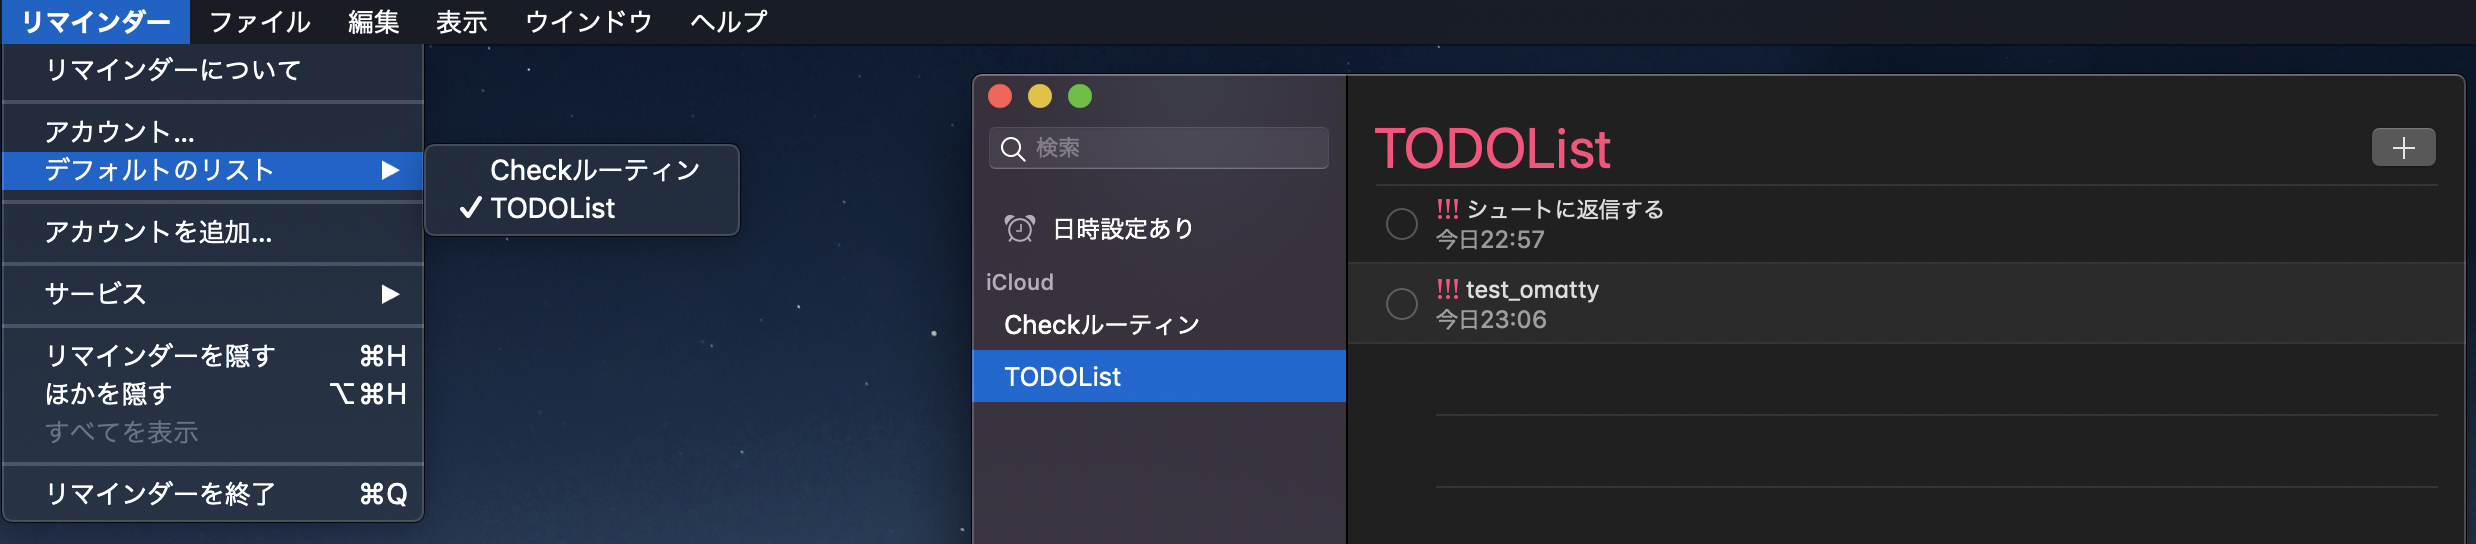 リマインダー ファイル 編集 表示 ウインドウ ヘルプ
リマインダーについて
アカウント...
デフォルトのリスト ▶
Checkルーティン
✓ TODOList
アカウントを追加...
サービス ▶
リマインダーを隠す ⌘H
ほかを隠す ⌥⌘H
すべてを表示
リマインダーを終了 ⌘Q
検索
日時設定あり
iCloud
Checkルーティン
TODOList
TODOList
+
!!! シュートに返信する
今日22:57
!!! test_omatty
今日23:06